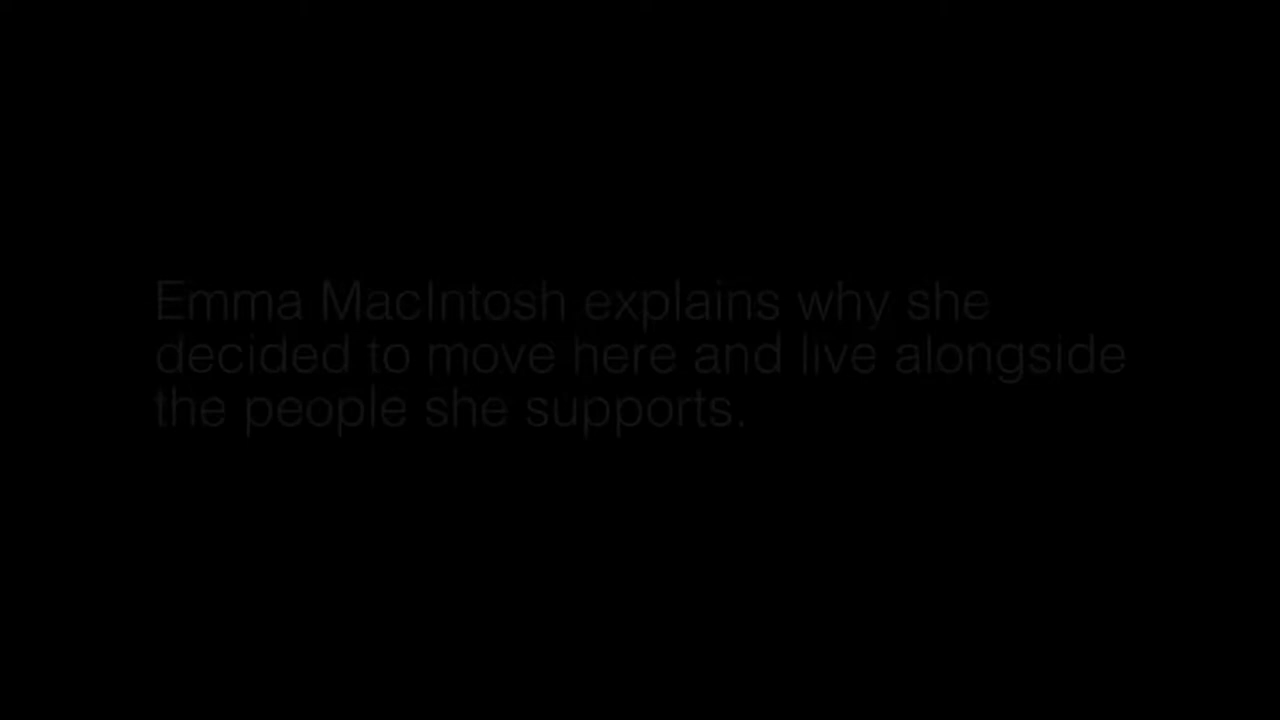 Emma MacIntosh explains why she
decided to move here and live alongside
the people she supports.